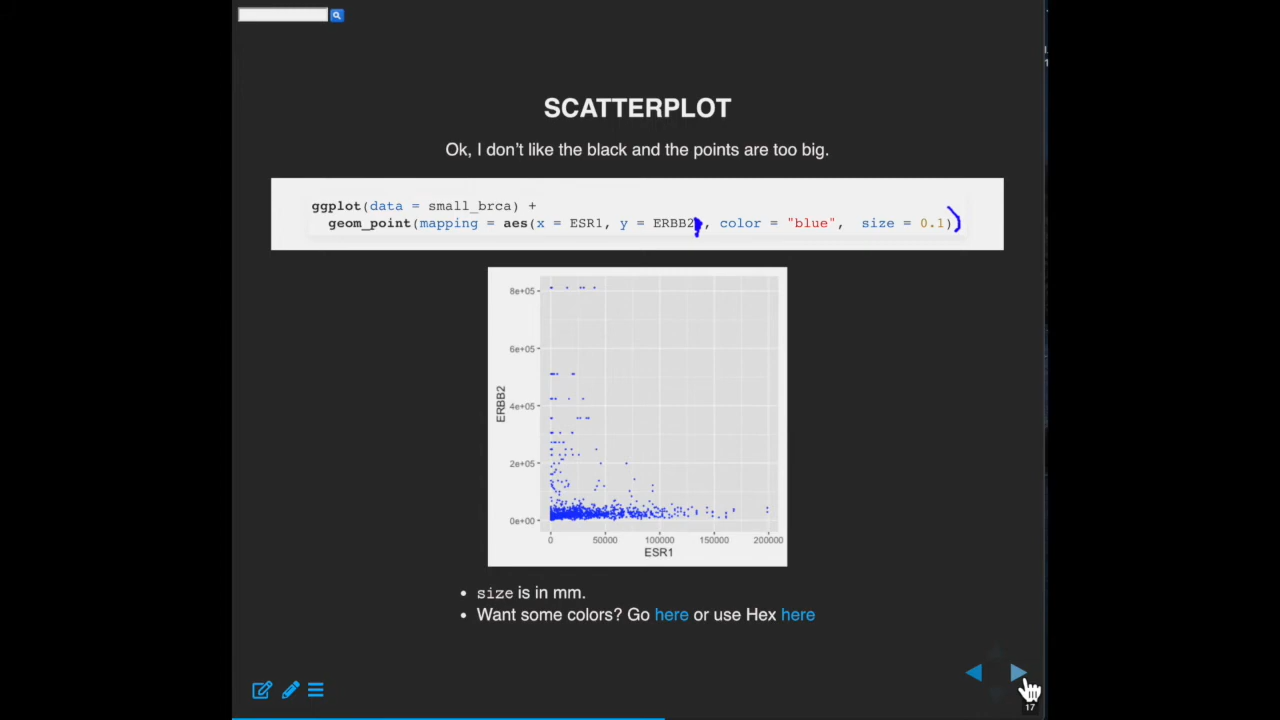 SCATTERPLOT
Ok, I don't like the black and the points are too big.
ggplot(data = small_brca) +
geom_point(mapping = aes(x = ESR1, y = ERBB2), color = "blue", size = 0.1)
8e+05
6e+05
4e+05
2e+05
0e+00
ERBB2
0 50000 100000 150000 200000
ESR1
size is in mm.
Want some colors? Go here or use Hex here
17